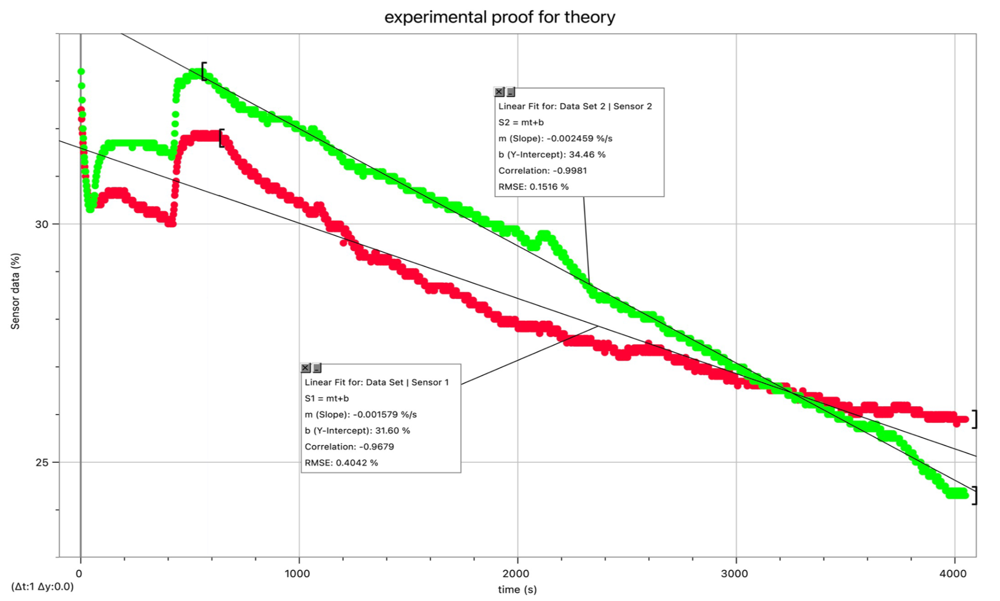 experimental proof for theory
Linear Fit for: Data Set 2 | Sensor 2
S2 = mt+b
m (Slope): -0.002459 %/s
b (Y-Intercept): 34.46 %
Correlation: -0.9981
RMSE: 0.1516 %
30
Sensor data (%)
Linear Fit for: Data Set | Sensor 1
S1 = mt+b
m (Slope): -0.001579 %/s
b (Y-Intercept): 31.60 %
Correlation: -0.9679
RMSE: 0.4042 %
25
0 1000 2000 3000 4000
(Δt:1 Δy:0.0)
time (s)